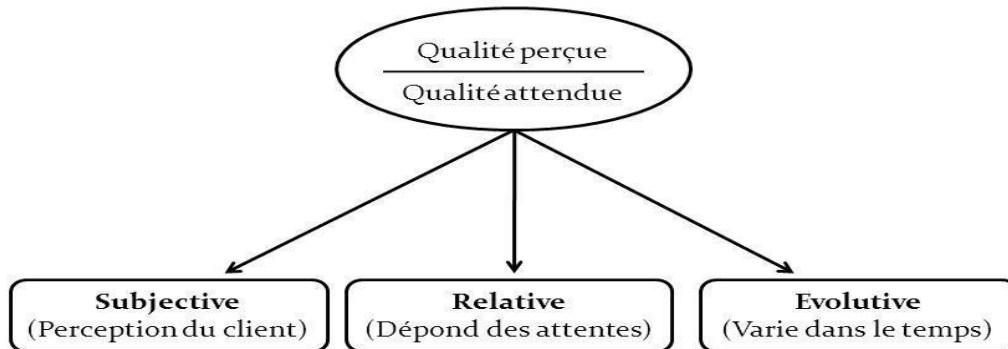 Qualité perçue
Qualité attendue
Subjective
(Perception du client)
Relative
(Dépond des attentes)
Evolutive
(Varie dans le temps)